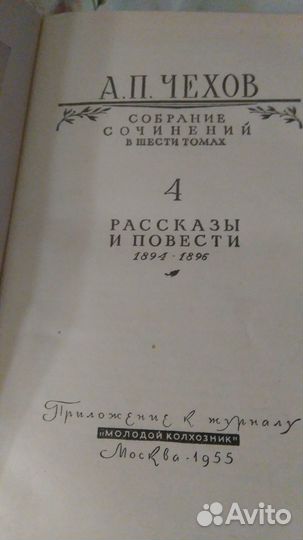 А.П. ЧЕХОВ
СОБРАНИЕ
СОЧИНЕНИЙ
В ШЕСТИ ТОМАХ
4
РАССКАЗЫ
И ПОВЕСТИ
1894 · 1896
Приложение к журналу
„МОЛОДОЙ КОЛХОЗНИК"
Москва - 1955
Avito